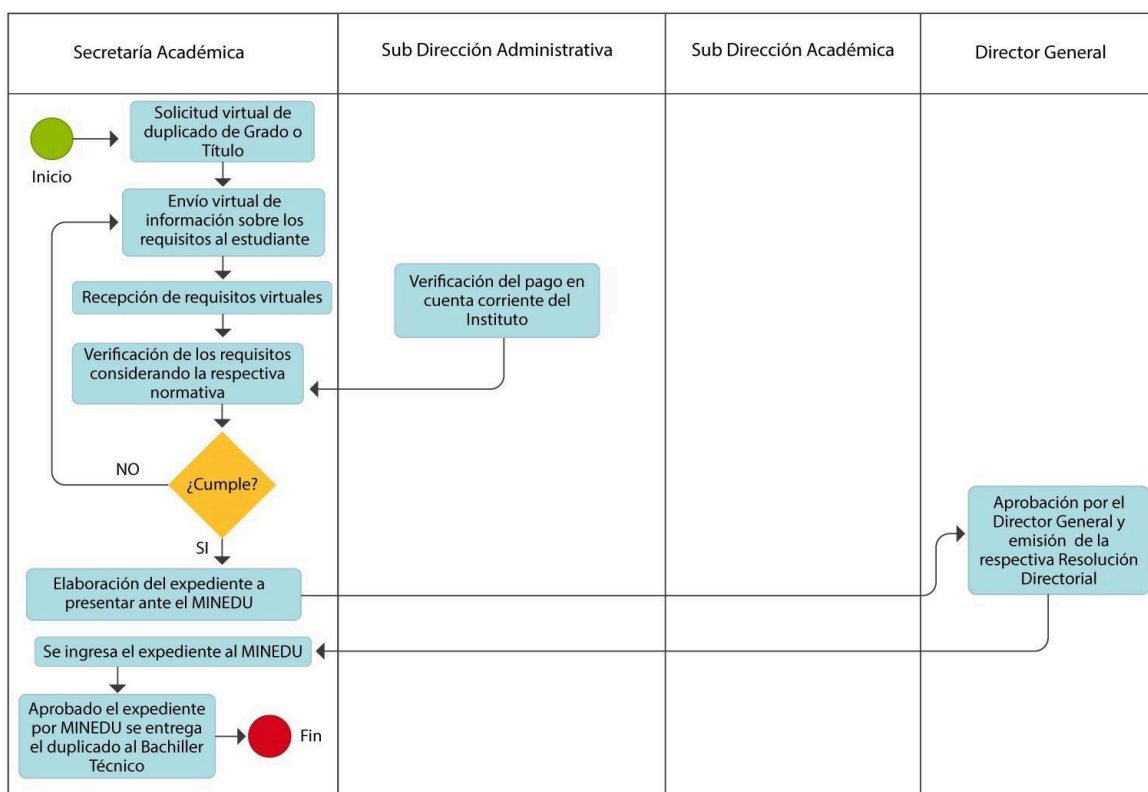 Secretaría Académica
Sub Dirección Administrativa
Sub Dirección Académica
Director General
Solicitud virtual de
duplicado de Grado o
Título
Inicio
Envío virtual de
información sobre los
requisitos al estudiante
Recepción de requisitos virtuales
Verificación del pago en
cuenta corriente del
Instituto
Verificación de los requisitos
considerando la respectiva
normativa
¿Cumple?
NO
SI
Aprobación por el
Director General y
emisión de la
respectiva Resolución
Directorial
Elaboración del expediente a
presentar ante el MINEDU
Se ingresa el expediente al MINEDU
Aprobado el expediente
por MINEDU se entrega
el duplicado al Bachiller
Técnico
Fin